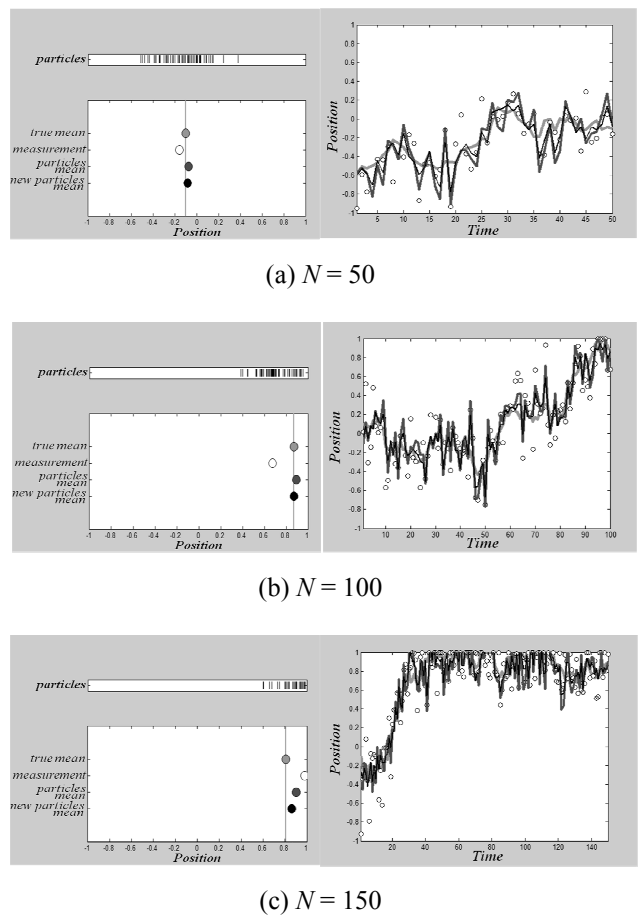 particles
true mean
measurement
particles
mean
new particles
mean
-1 -0.8 -0.6 -0.4 -0.2 0 0.2 0.4 0.6 0.8 1
Position
Position
1
0.8
0.6
0.4
0.2
0
-0.2
-0.4
-0.6
-0.8
-1
5 10 15 20 25 30 35 40 45 50
Time
(a) N = 50
particles
true mean
measurement
particles
mean
new particles
mean
-1 -0.8 -0.6 -0.4 -0.2 0 0.2 0.4 0.6 0.8 1
Position
Position
1
0.8
0.6
0.4
0.2
0
-0.2
-0.4
-0.6
-0.8
-1
10 20 30 40 50 60 70 80 90 100
Time
(b) N = 100
particles
true mean
measurement
particles
mean
new particles
mean
-1 -0.8 -0.6 -0.4 -0.2 0 0.2 0.4 0.6 0.8 1
Position
Position
1
0.8
0.6
0.4
0.2
0
-0.2
-0.4
-0.6
-0.8
-1
20 40 60 80 100 120 140
Time
(c) N = 150